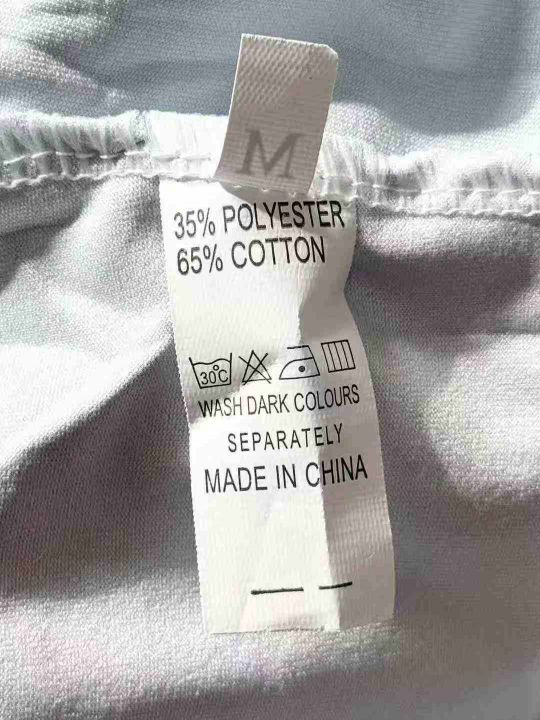 M
35% POLYESTER
65% COTTON
30°C
WASH DARK COLOURS
SEPARATELY
MADE IN CHINA